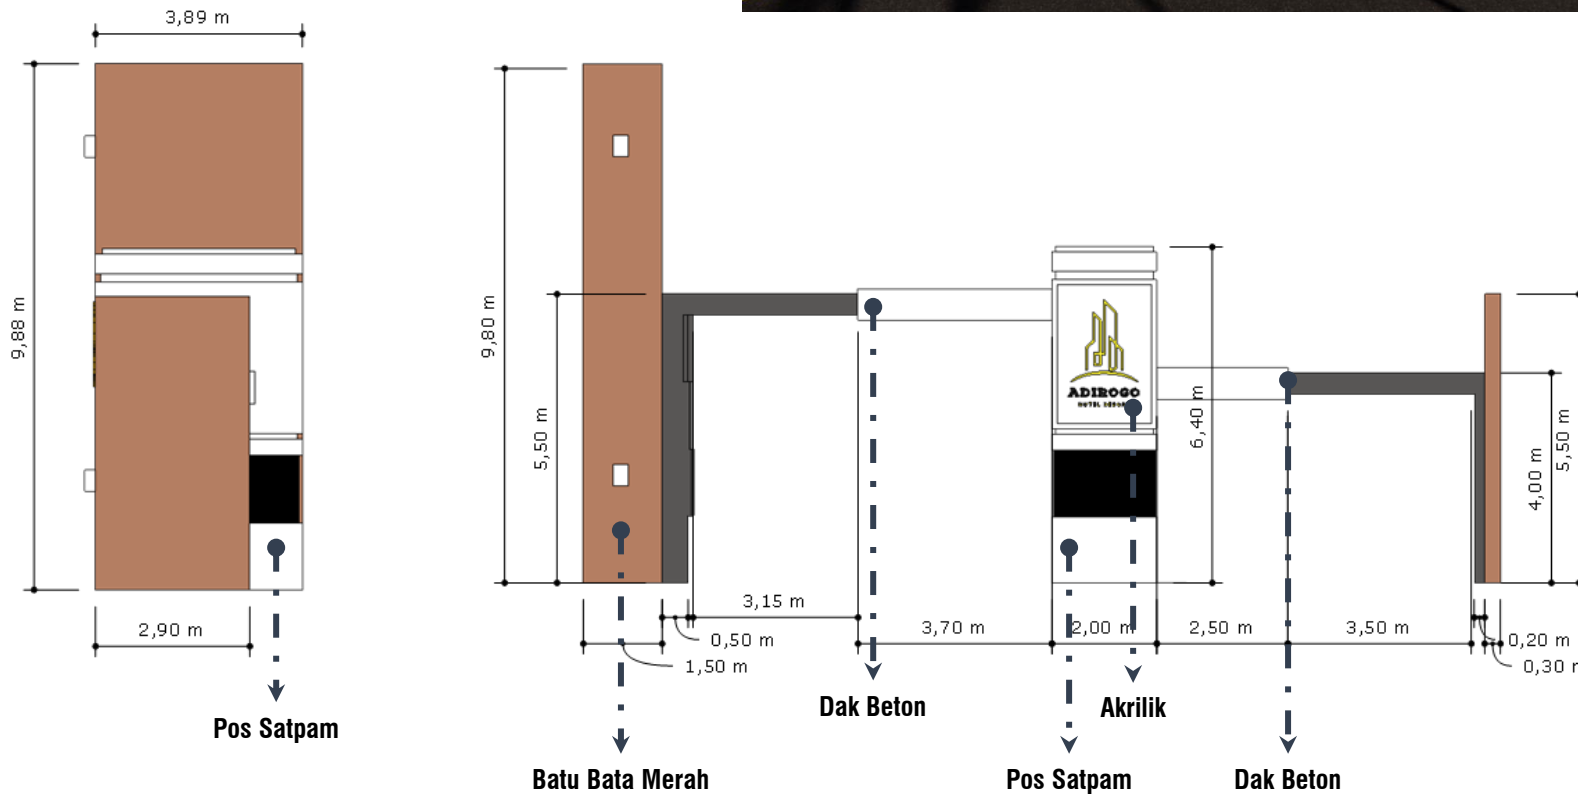 3,89 m
9,88 m
2,90 m
Pos Satpam
9,80 m
5,50 m
3,15 m
0,50 m
1,50 m
3,70 m
2,00 m
2,50 m
3,50 m
0,20 m
0,30 m
6,40 m
4,00 m
5,50 m
ADIROGO
Dak Beton
Akrilik
Batu Bata Merah
Pos Satpam
Dak Beton